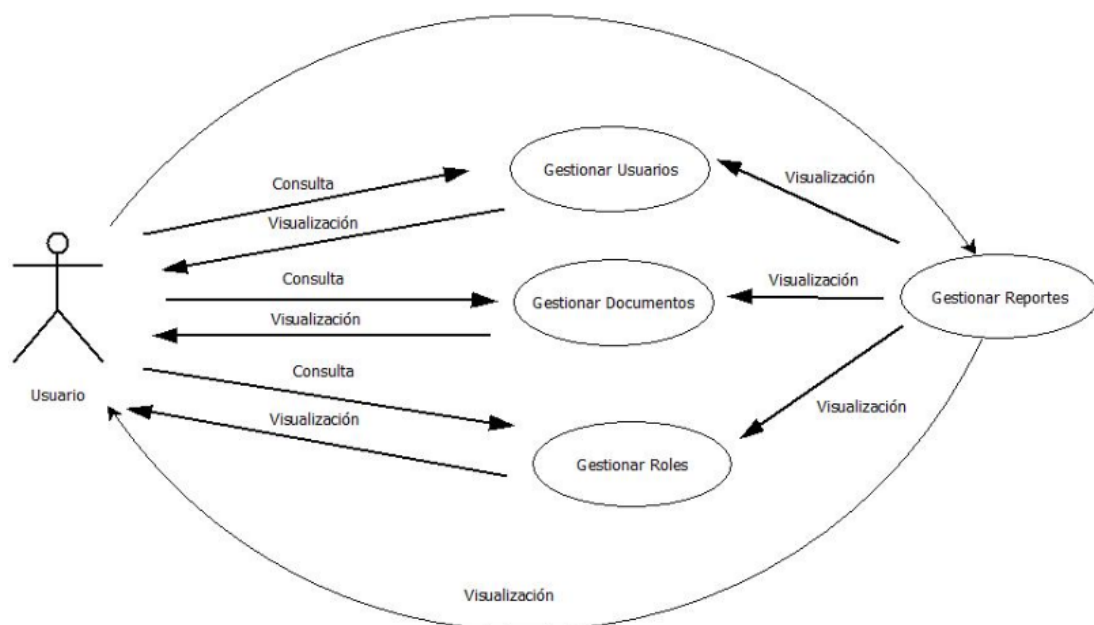 Gestionar Usuarios
Visualización
Consulta
Visualización
Consulta
Visualización
Gestionar Documentos
Gestionar Reportes
Visualización
Consulta
Usuario
Visualización
Visualización
Gestionar Roles
Visualización